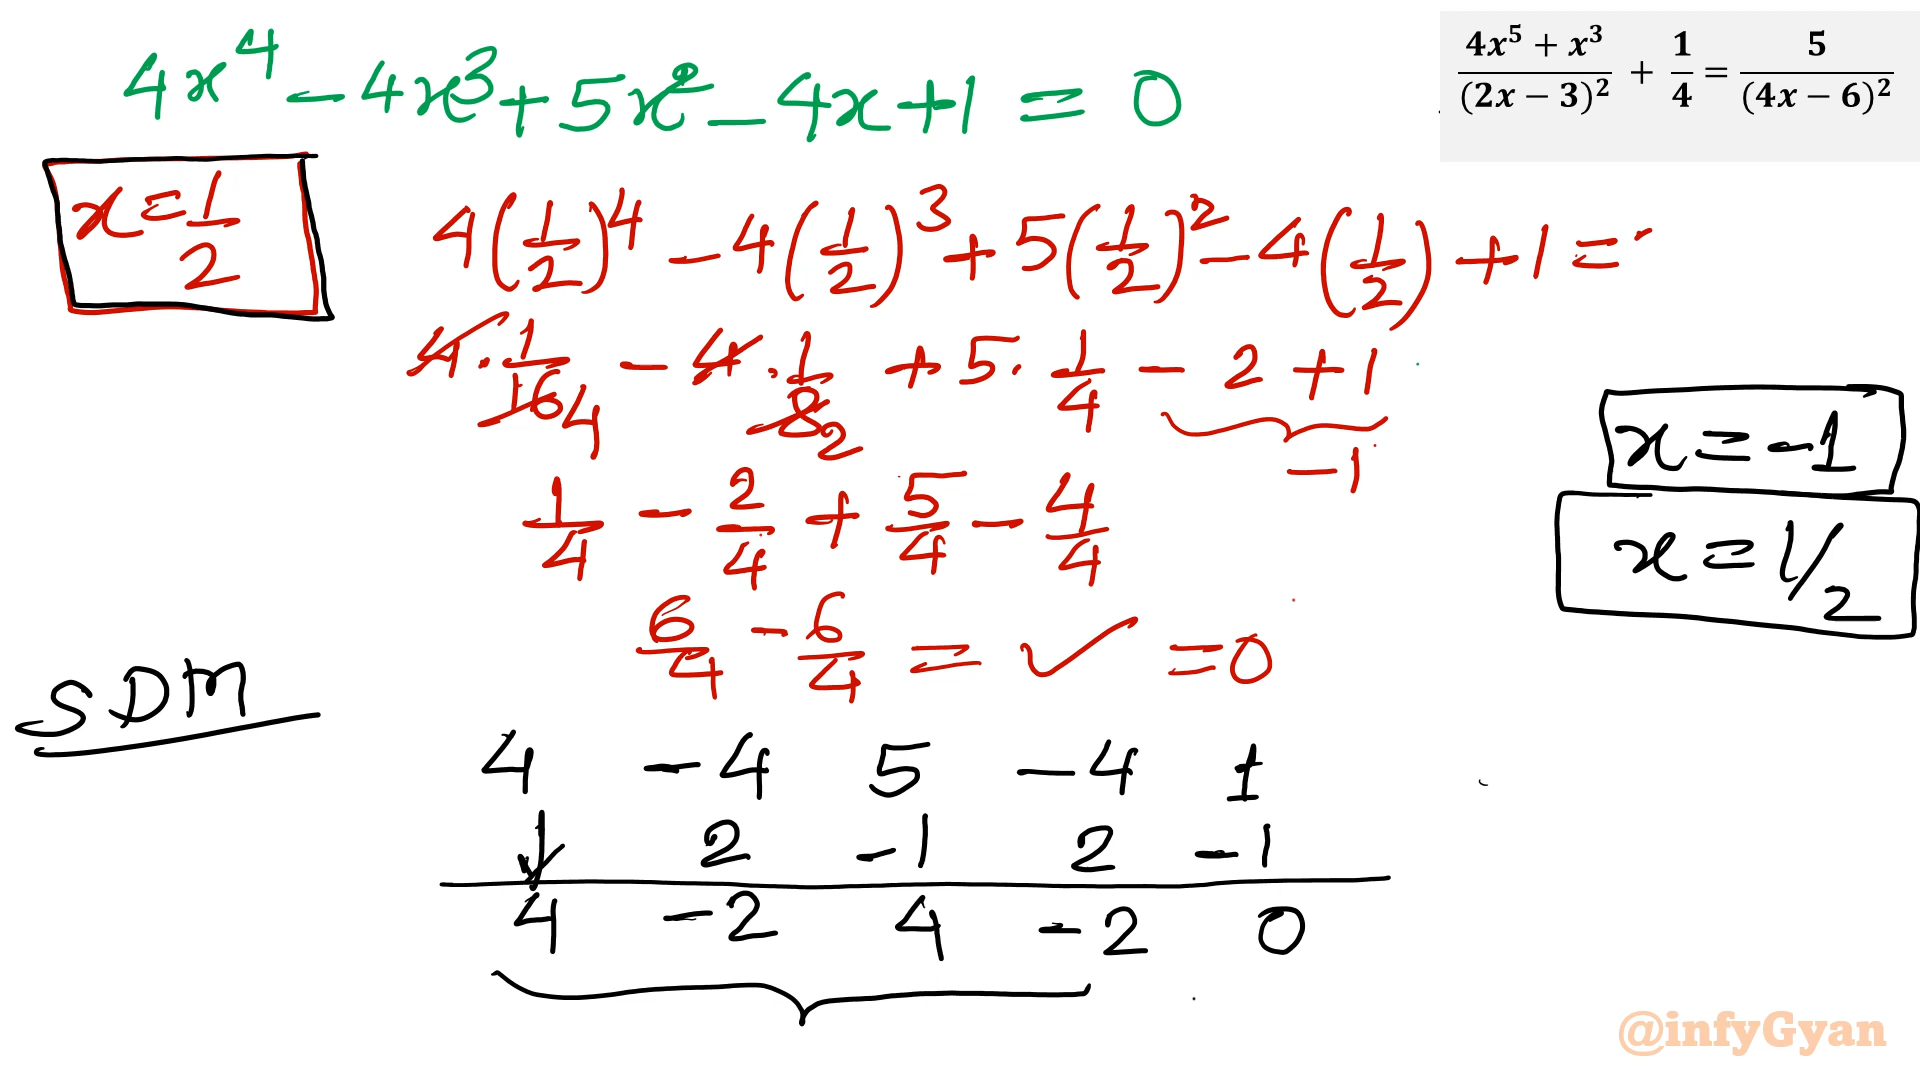 4x⁴ - 4x³ + 5x² - 4x + 1 = 0
(4x⁵ + x³)/(2x − 3)² + 1/4 = 5/(4x − 6)²
x = 1/2
4(1/2)⁴ - 4(1/2)³ + 5(1/2)² - 4(1/2) + 1 =
4·1/16 4 - 4·1/8 2 + 5·1/4 - 2 + 1
-1
x = -1
1/4 - 2/4 + 5/4 - 4/4
x = 1/2
6/4 - 6/4 = ✓ = 0
SDM
4 -4 5 -4 1
↓ 2 -1 2 -1
4 -2 4 -2 0
@infyGyan